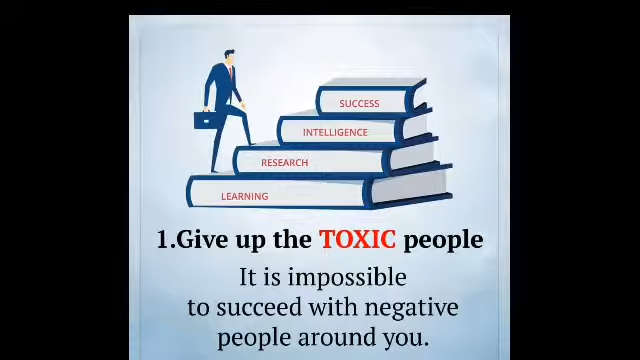 SUCCESS
INTELLIGENCE
RESEARCH
LEARNING
1.Give up the TOXIC people
It is impossible
to succeed with negative
people around you.